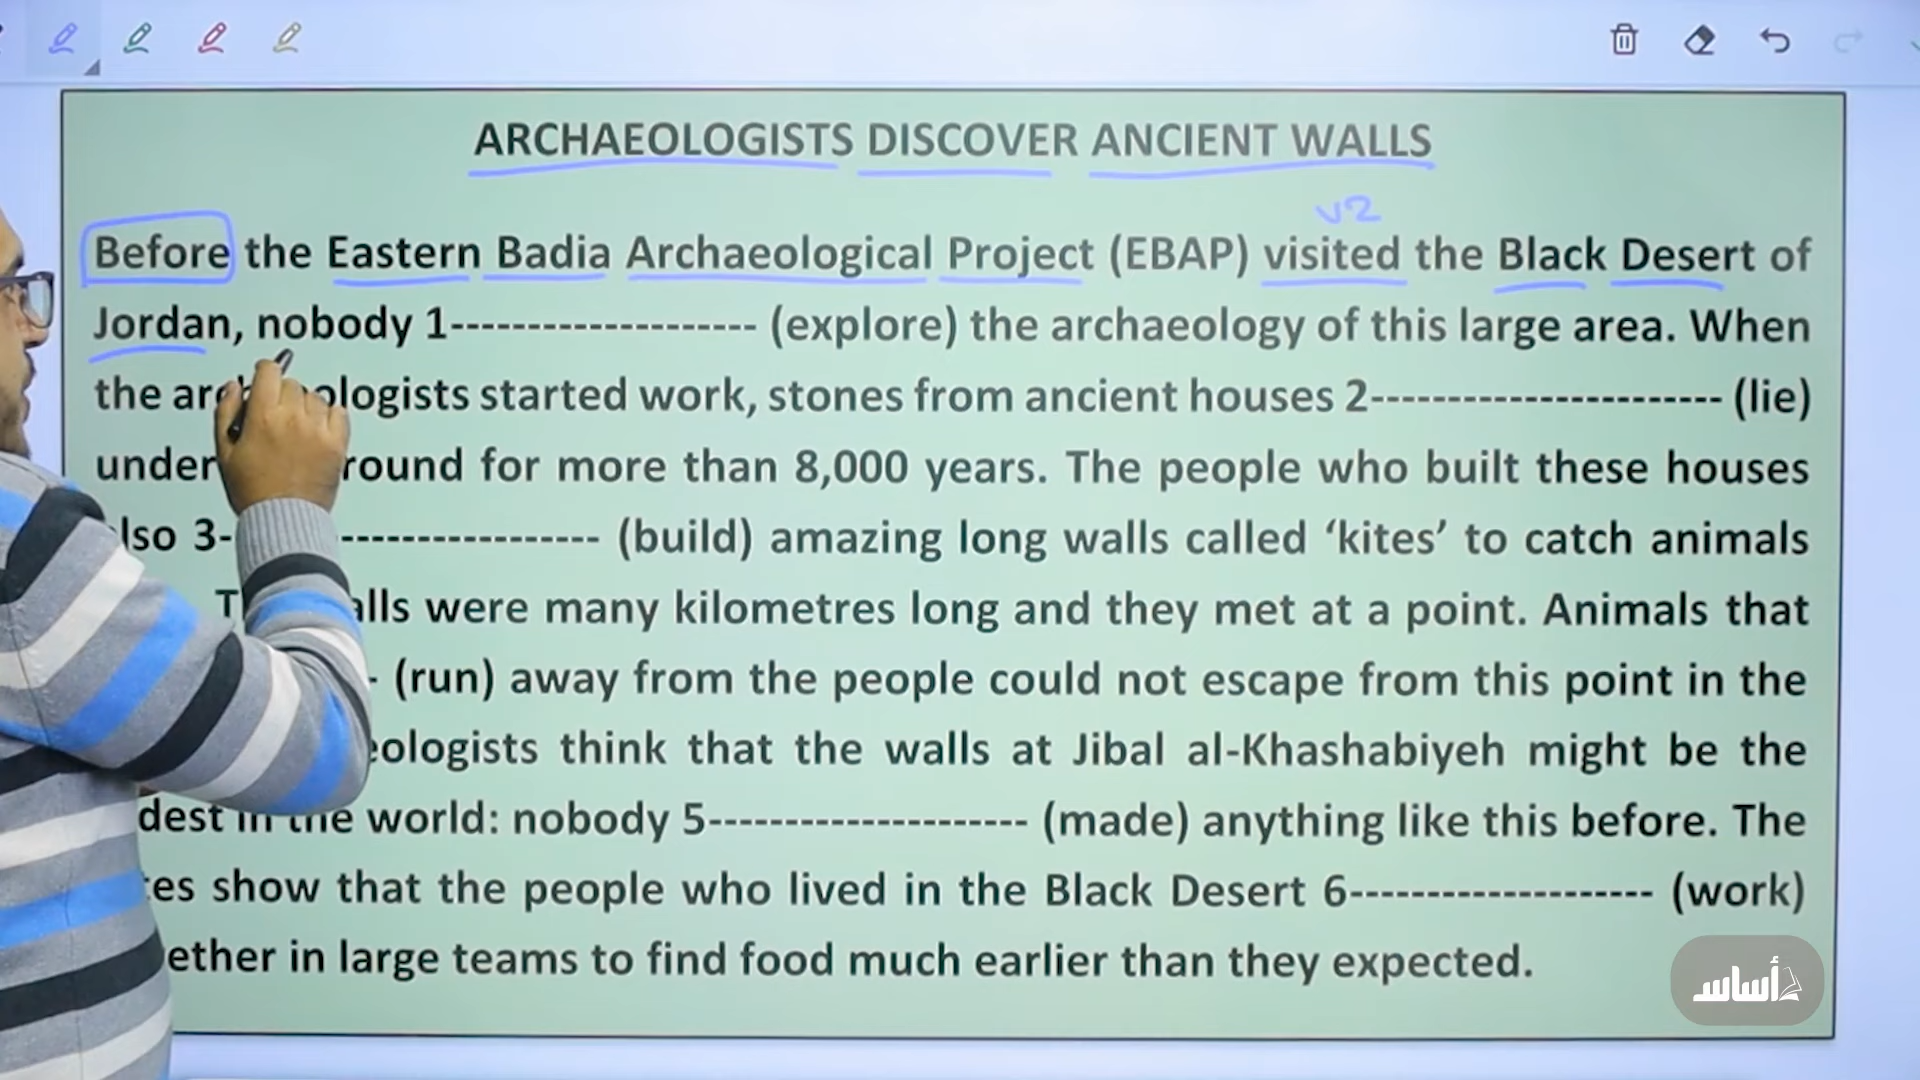 ARCHAEOLOGISTS DISCOVER ANCIENT WALLS
v2
Before the Eastern Badia Archaeological Project (EBAP) visited the Black Desert of
Jordan, nobody 1-------------------- (explore) the archaeology of this large area. When
the ologists started work, stones from ancient houses 2----------------------- (lie)
under round for more than 8,000 years. The people who built these houses
lso 3- ----------------- (build) amazing long walls called ‘kites’ to catch animals
T alls were many kilometres long and they met at a point. Animals that
- (run) away from the people could not escape from this point in the
eologists think that the walls at Jibal al-Khashabiyeh might be the
dest in the world: nobody 5--------------------- (made) anything like this before. The
es show that the people who lived in the Black Desert 6-------------------- (work)
ether in large teams to find food much earlier than they expected.
أساس